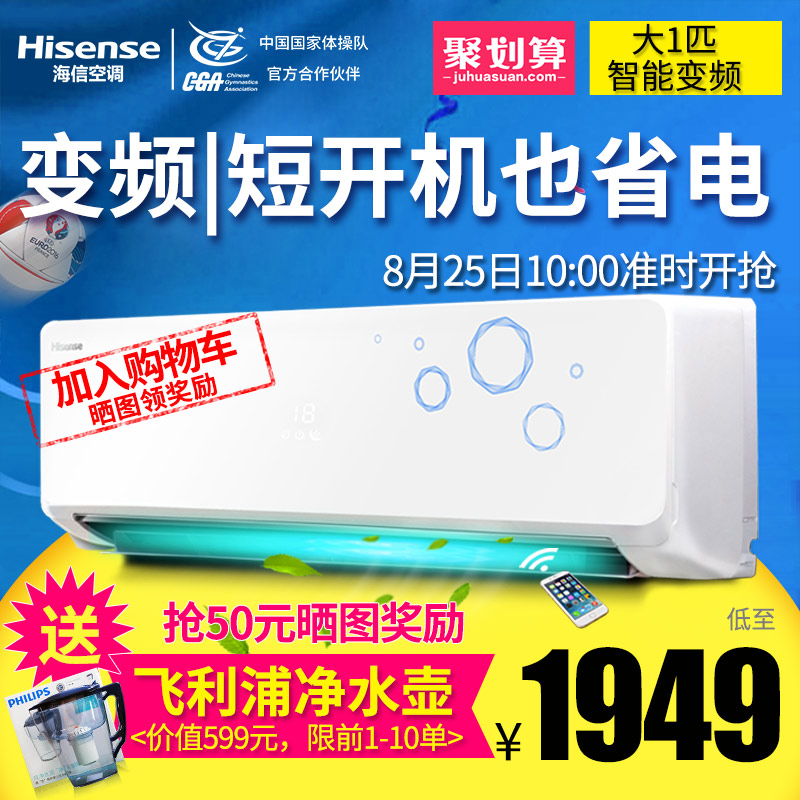 Hisense
海信空调
CGA
Chinese
Gymnastics
Association
中国国家体操队
官方合作伙伴
聚划算
juhuasuan.com
大1匹
智能变频
变频|短开机也省电
8月25日10:00准时开抢
UEFA
EURO2016
FRANCE
Hisense
加入购物车
晒图领奖励
18
送
抢50元晒图奖励
低至
PHILIPS
飞利浦净水壶
<价值599元，限前1-10单>
¥1949